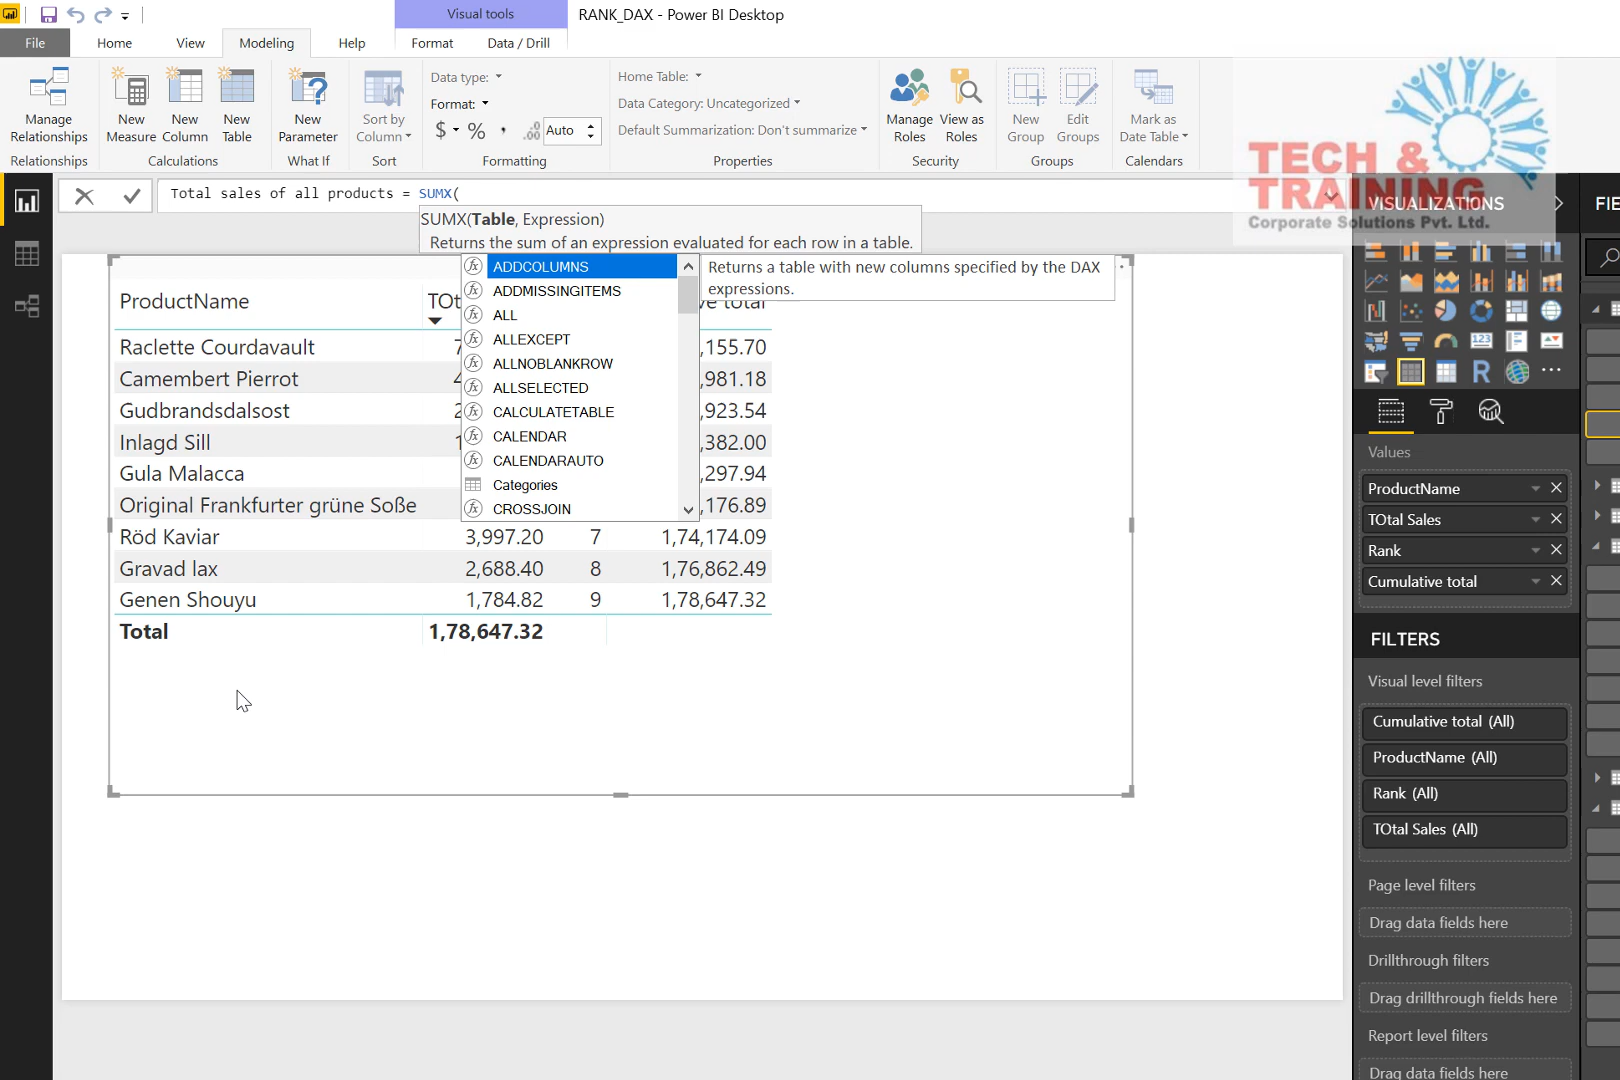 Visual tools
RANK_DAX - Power BI Desktop
File
Home
View
Modeling
Help
Format
Data / Drill
Manage Relationships
New Measure
New Column
New Table
New Parameter
Sort by Column
Data type:
Format:
$ % , .00 Auto
Home Table:
Data Category: Uncategorized
Default Summarization: Don't summarize
Manage Roles
View as Roles
New Group
Edit Groups
Mark as Date Table
Relationships
Calculations
What If
Sort
Formatting
Properties
Security
Groups
Calendars
TECH &
TRAINING
Corporate Solutions Pvt. Ltd.
Total sales of all products = SUMX(
SUMX(Table, Expression)
Returns the sum of an expression evaluated for each row in a table.
ADDCOLUMNS
ADDMISSINGITEMS
ALL
ALLEXCEPT
ALLNOBLANKROW
ALLSELECTED
CALCULATETABLE
CALENDAR
CALENDARAUTO
Categories
CROSSJOIN
Returns a table with new columns specified by the DAX
expressions.
ProductName TOt total
Raclette Courdavault 7 ,155.70
Camembert Pierrot 4 ,981.18
Gudbrandsdalsost 2 ,923.54
Inlagd Sill 1 ,382.00
Gula Malacca ,297.94
Original Frankfurter grüne Soße ,176.89
Röd Kaviar 3,997.20 7 1,74,174.09
Gravad lax 2,688.40 8 1,76,862.49
Genen Shouyu 1,784.82 9 1,78,647.32
Total 1,78,647.32
VISUALIZATIONS
FIE
123
R
Values
ProductName
TOtal Sales
Rank
Cumulative total
FILTERS
Visual level filters
Cumulative total (All)
ProductName (All)
Rank (All)
TOtal Sales (All)
Page level filters
Drag data fields here
Drillthrough filters
Drag drillthrough fields here
Report level filters
Drag data fields here